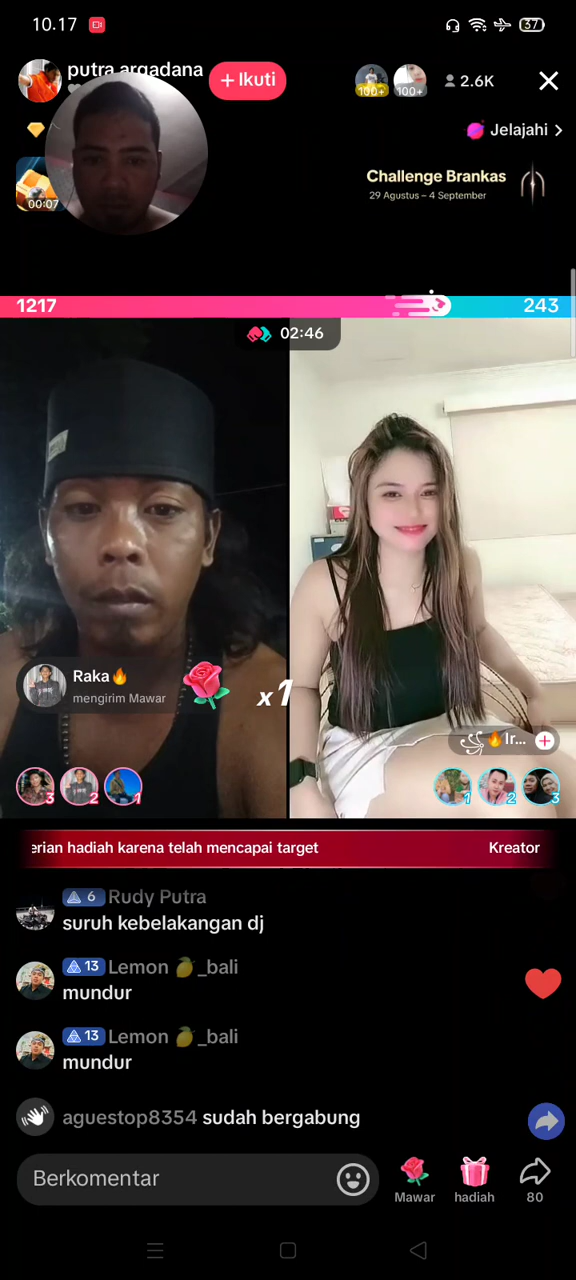 10.17
37
putra argadana
+ Ikuti
100+
100+
2.6K
Jelajahi >
00:07
Challenge Brankas
29 Agustus – 4 September
1217
243
02:46
Raka🔥
mengirim Mawar
x1
🔥Ir...
3
2
1
1
2
3
erian hadiah karena telah mencapai target
Kreator
6 Rudy Putra
suruh kebelakangan dj
13 Lemon 🍋_bali
mundur
13 Lemon 🍋_bali
mundur
aguestop8354 sudah bergabung
Berkomentar
Mawar
hadiah
80